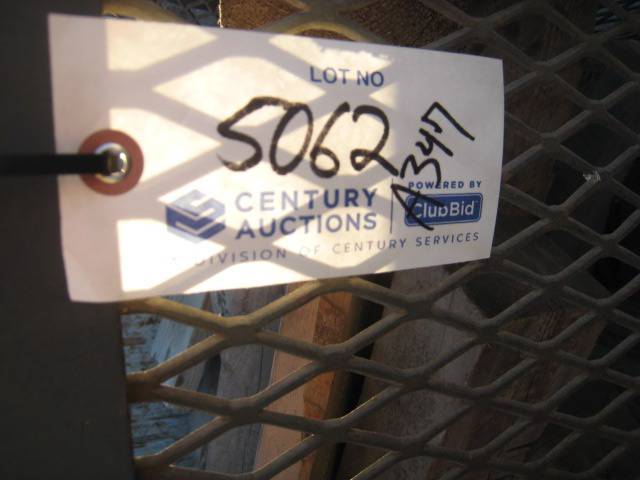 LOT NO
5062
A347
CENTURY
AUCTIONS
POWERED BY
ClubBid
A DIVISION OF CENTURY SERVICES